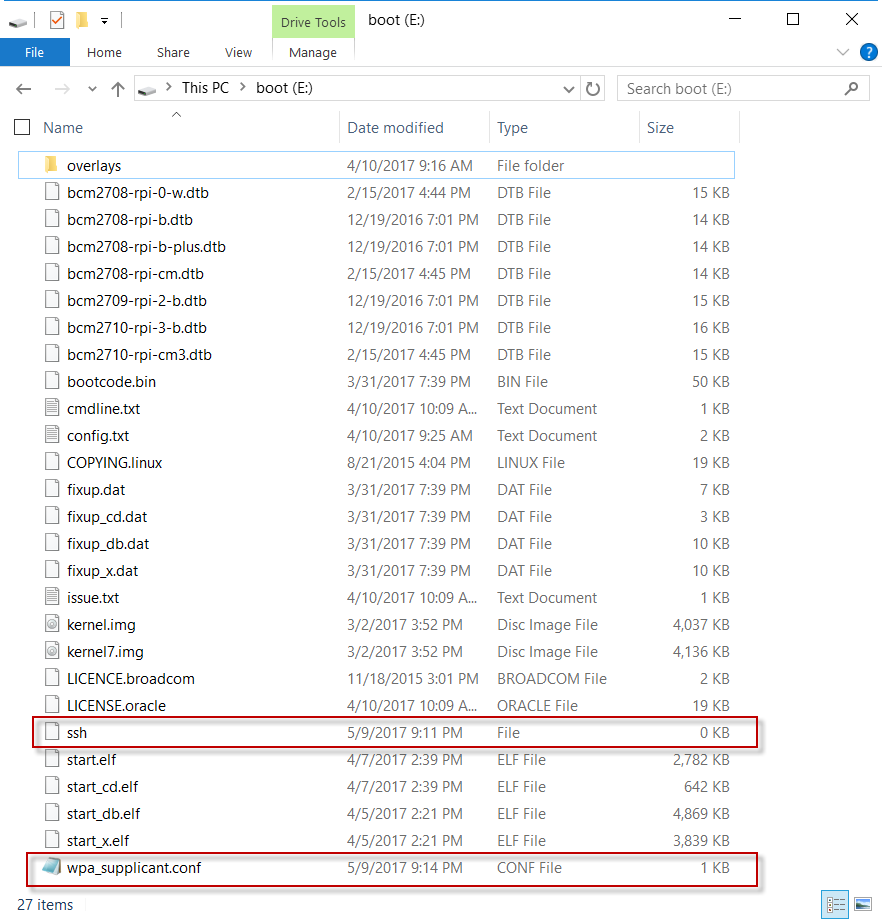 Drive Tools boot (E:)
File Home Share View Manage ?
This PC > boot (E:) Search boot (E:)
Name Date modified Type Size
overlays 4/10/2017 9:16 AM File folder
bcm2708-rpi-0-w.dtb 2/15/2017 4:44 PM DTB File 15 KB
bcm2708-rpi-b.dtb 12/19/2016 7:01 PM DTB File 14 KB
bcm2708-rpi-b-plus.dtb 12/19/2016 7:01 PM DTB File 14 KB
bcm2708-rpi-cm.dtb 2/15/2017 4:45 PM DTB File 14 KB
bcm2709-rpi-2-b.dtb 12/19/2016 7:01 PM DTB File 15 KB
bcm2710-rpi-3-b.dtb 12/19/2016 7:01 PM DTB File 16 KB
bcm2710-rpi-cm3.dtb 2/15/2017 4:45 PM DTB File 15 KB
bootcode.bin 3/31/2017 7:39 PM BIN File 50 KB
cmdline.txt 4/10/2017 10:09 A... Text Document 1 KB
config.txt 4/10/2017 9:25 AM Text Document 2 KB
COPYING.linux 8/21/2015 4:04 PM LINUX File 19 KB
fixup.dat 3/31/2017 7:39 PM DAT File 7 KB
fixup_cd.dat 3/31/2017 7:39 PM DAT File 3 KB
fixup_db.dat 3/31/2017 7:39 PM DAT File 10 KB
fixup_x.dat 3/31/2017 7:39 PM DAT File 10 KB
issue.txt 4/10/2017 10:09 A... Text Document 1 KB
kernel.img 3/2/2017 3:52 PM Disc Image File 4,037 KB
kernel7.img 3/2/2017 3:52 PM Disc Image File 4,136 KB
LICENCE.broadcom 11/18/2015 3:01 PM BROADCOM File 2 KB
LICENSE.oracle 4/10/2017 10:09 A... ORACLE File 19 KB
ssh 5/9/2017 9:11 PM File 0 KB
start.elf 4/7/2017 2:39 PM ELF File 2,782 KB
start_cd.elf 4/7/2017 2:39 PM ELF File 642 KB
start_db.elf 4/5/2017 2:21 PM ELF File 4,869 KB
start_x.elf 4/5/2017 2:21 PM ELF File 3,839 KB
wpa_supplicant.conf 5/9/2017 9:14 PM CONF File 1 KB
27 items